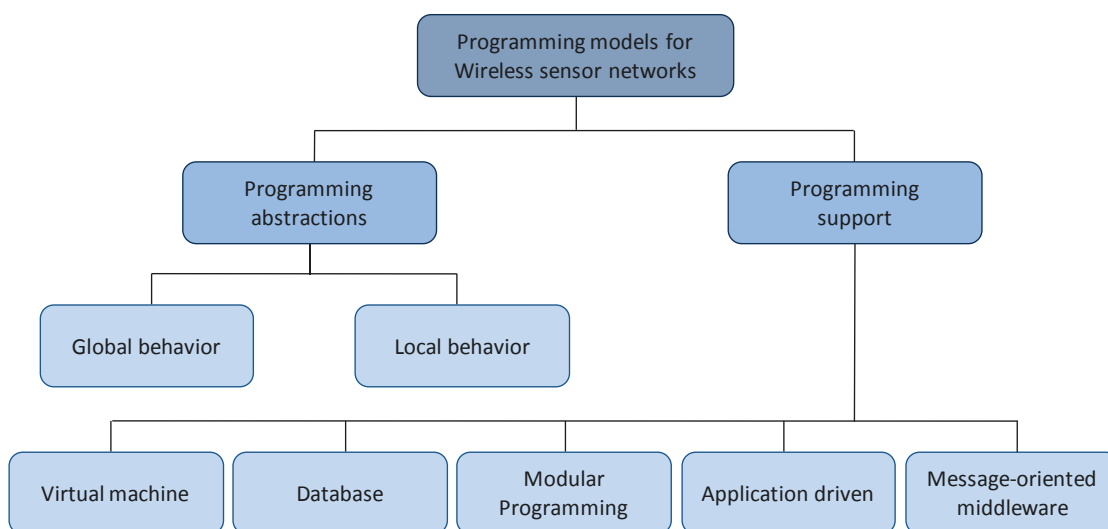 Programming models for
Wireless sensor networks
Programming
abstractions
Programming
support
Global behavior
Local behavior
Virtual machine
Database
Modular
Programming
Application driven
Message-oriented
middleware